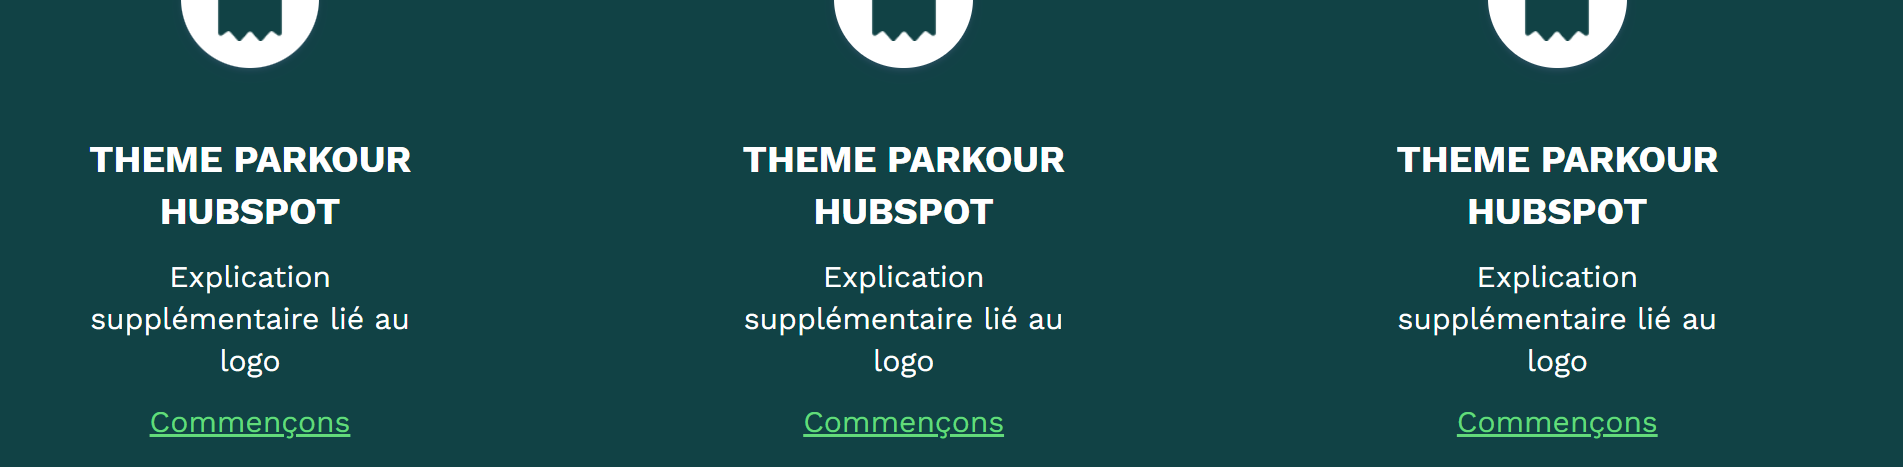 THEME PARKOUR
HUBSPOT
Explication
supplémentaire lié au
logo
Commençons
THEME PARKOUR
HUBSPOT
Explication
supplémentaire lié au
logo
Commençons
THEME PARKOUR
HUBSPOT
Explication
supplémentaire lié au
logo
Commençons